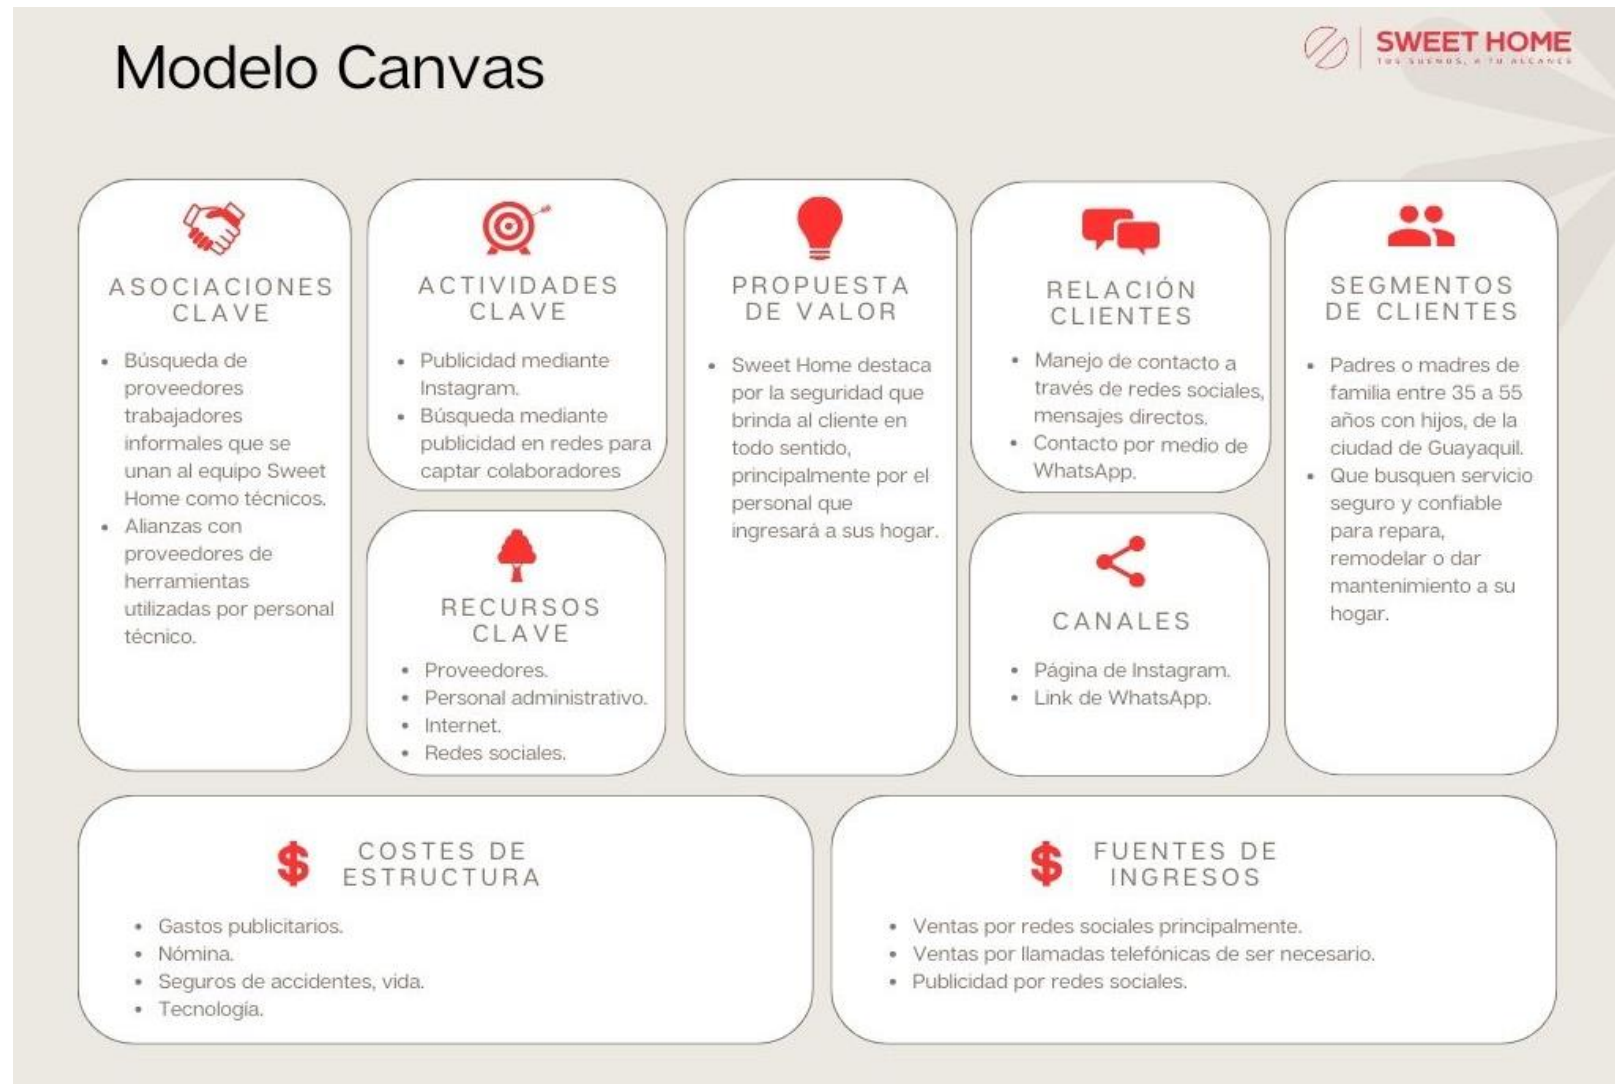 Modelo Canvas
SWEET HOME
TUS SUEÑOS, A TU ALCANCE
ASOCIACIONES
CLAVE
• Búsqueda de
proveedores
trabajadores
informales que se
unan al equipo Sweet
Home como técnicos.
• Alianzas con
proveedores de
herramientas
utilizadas por personal
técnico.
ACTIVIDADES
CLAVE
• Publicidad mediante
Instagram.
• Búsqueda mediante
publicidad en redes para
captar colaboradores
RECURSOS
CLAVE
• Proveedores.
• Personal administrativo.
• Internet.
• Redes sociales.
PROPUESTA
DE VALOR
• Sweet Home destaca
por la seguridad que
brinda al cliente en
todo sentido,
principalmente por el
personal que
ingresará a sus hogar.
RELACIÓN
CLIENTES
• Manejo de contacto a
través de redes sociales,
mensajes directos.
• Contacto por medio de
WhatsApp.
CANALES
• Página de Instagram.
• Link de WhatsApp.
SEGMENTOS
DE CLIENTES
• Padres o madres de
familia entre 35 a 55
años con hijos, de la
ciudad de Guayaquil.
• Que busquen servicio
seguro y confiable
para repara,
remodelar o dar
mantenimiento a su
hogar.
$ COSTES DE
ESTRUCTURA
• Gastos publicitarios.
• Nómina.
• Seguros de accidentes, vida.
• Tecnología.
$ FUENTES DE
INGRESOS
• Ventas por redes sociales principalmente.
• Ventas por llamadas telefónicas de ser necesario.
• Publicidad por redes sociales.